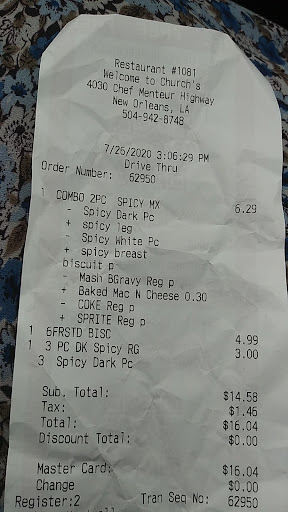 Restaurant #1081
Welcome to Church's
4030 Chef Menteur Highway
New Orleans, LA
504-942-8748
7/26/2020 3:06:29 PM
Drive Thru
Order Number: 62950
1 COMBO 2PC SPICY MX 6.29
- Spicy Dark Pc
+ spicy leg
- Spicy White Pc
+ spicy breast
biscuit p
- Mash BGravy Reg p
+ Baked Mac N Cheese 0.30
- COKE Reg p
+ SPRITE Reg p
1 6FRSTD BISC 4.99
1 3 PC DK Spicy RG 3.00
3 Spicy Dark Pc
Sub. Total: $14.58
Tax: $1.46
Total: $16.04
Discount Total: $0.00
Master Card: $16.04
Change $0.00
Register:2 Tran Seq No: 62950